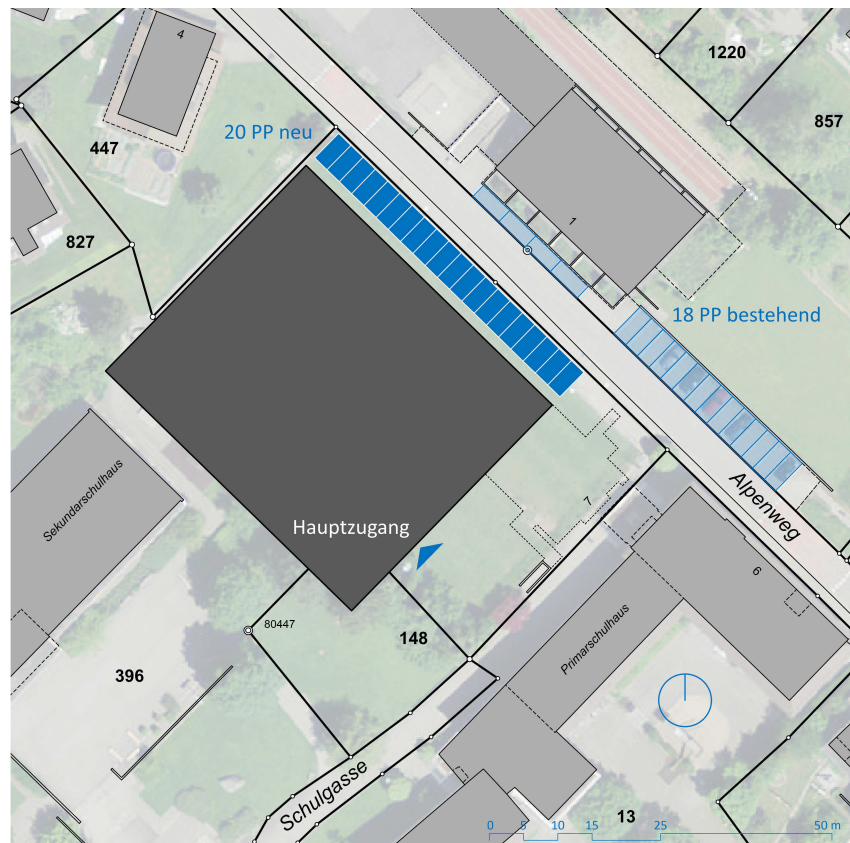 4
1220
857
20 PP neu
447
1
827
18 PP bestehend
Sekundarschulhaus
Alpenweg
7
Hauptzugang
6
80447
148
Primarschulhaus
396
Schulgasse
13
0 5 10 15 25 50 m